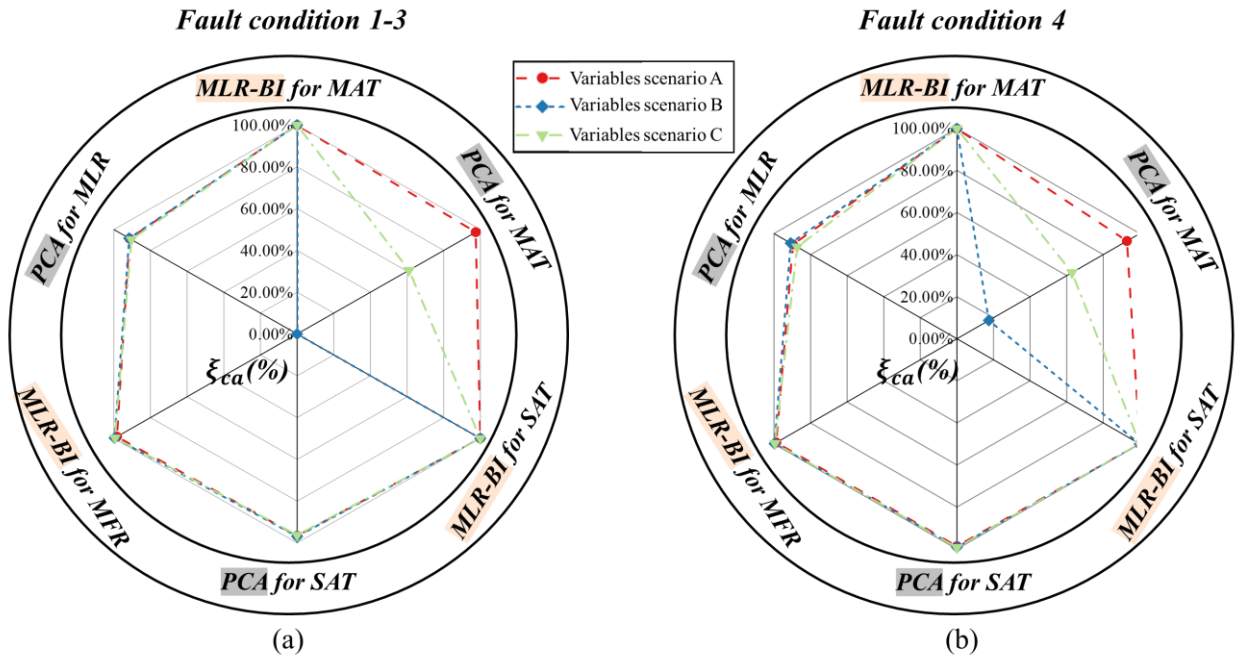 Fault condition 1-3
Fault condition 4
Variables scenario A
Variables scenario B
Variables scenario C
MLR-BI for MAT
PCA for MAT
MLR-BI for SAT
PCA for SAT
MLR-BI for MFR
PCA for MLR
100.00%
80.00%
60.00%
40.00%
20.00%
0.00%
ξca(%)
(a)
MLR-BI for MAT
PCA for MAT
MLR-BI for SAT
PCA for SAT
MLR-BI for MFR
PCA for MLR
100.00%
80.00%
60.00%
40.00%
20.00%
0.00%
ξca(%)
(b)